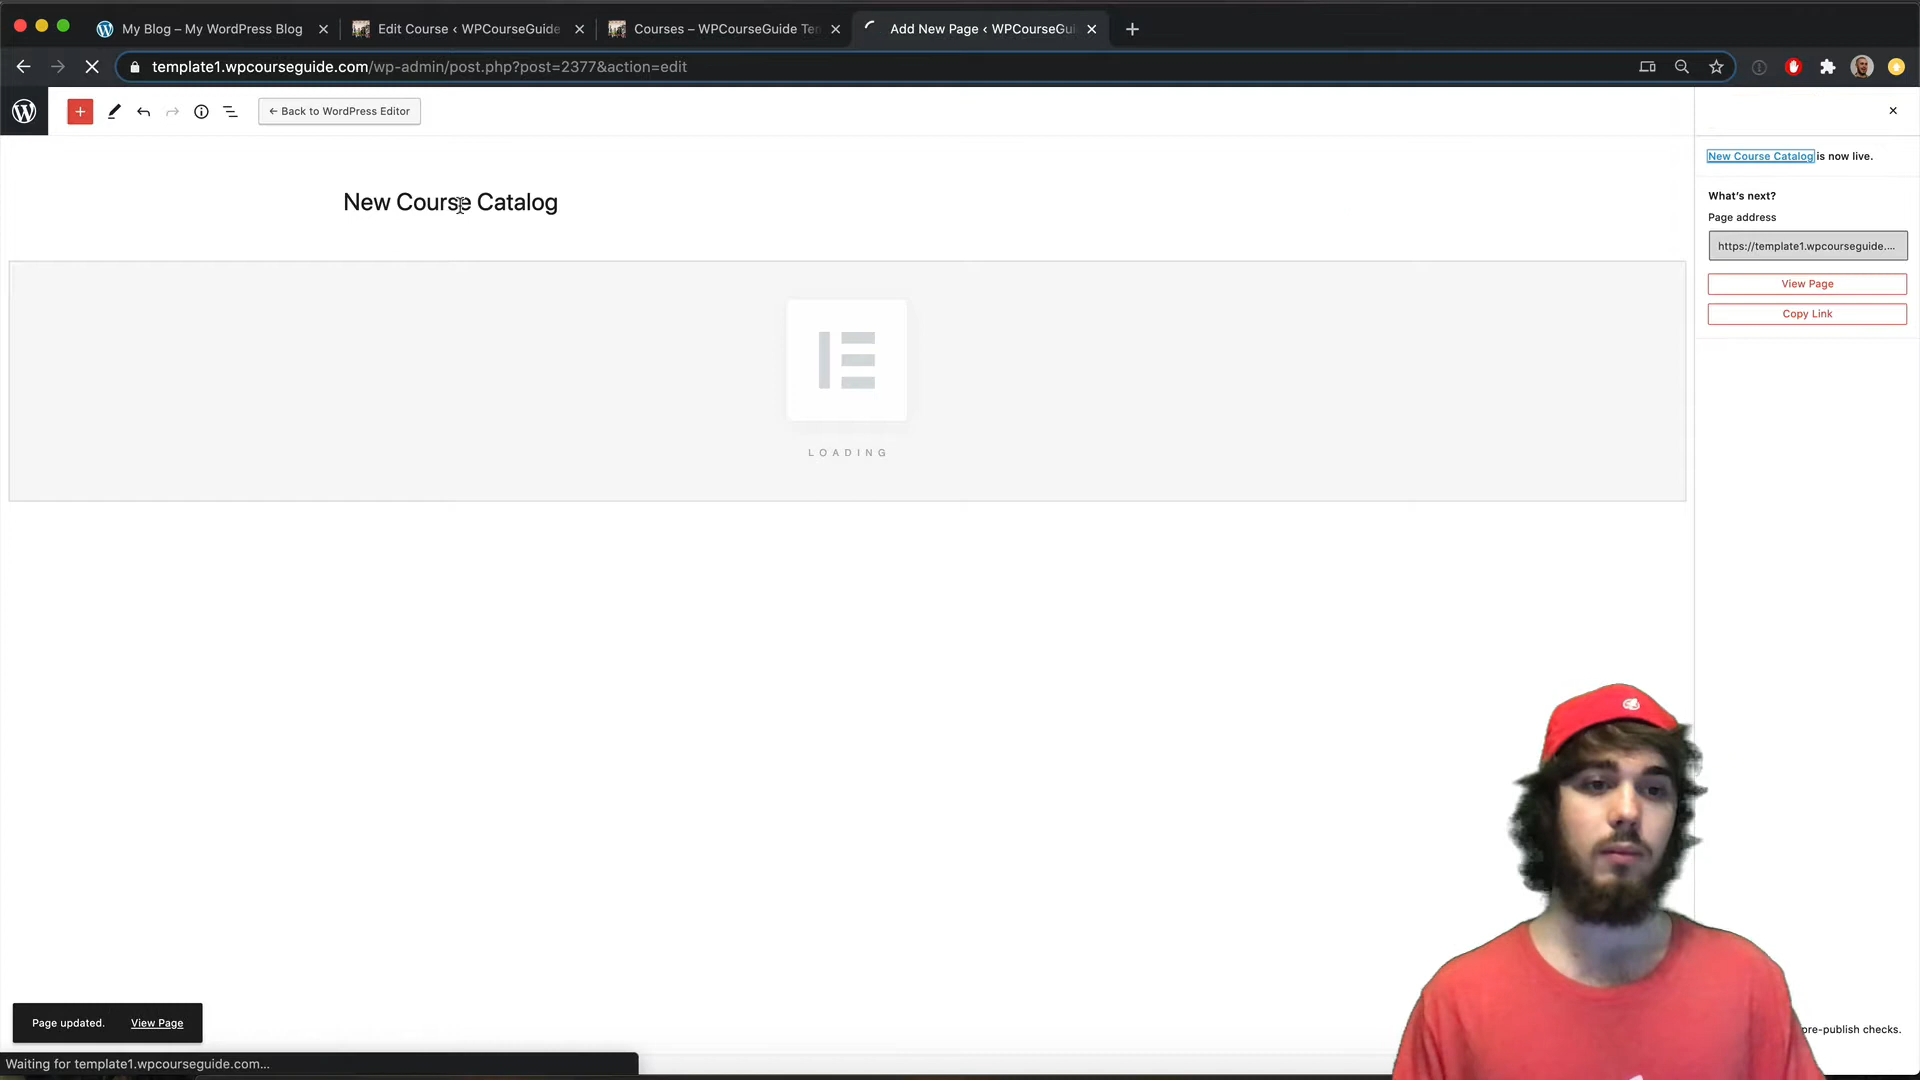 My Blog – My WordPress Blog
Edit Course ‹ WPCourseGuide
Courses – WPCourseGuide Ten
Add New Page ‹ WPCourseGui
template1.wpcourseguide.com/wp-admin/post.php?post=2377&action=edit
← Back to WordPress Editor
New Course Catalog is now live.
What's next?
Page address
New Course Catalog
https://template1.wpcourseguide....
View Page
Copy Link
LOADING
Page updated. View Page
pre-publish checks.
Waiting for template1.wpcourseguide.com...